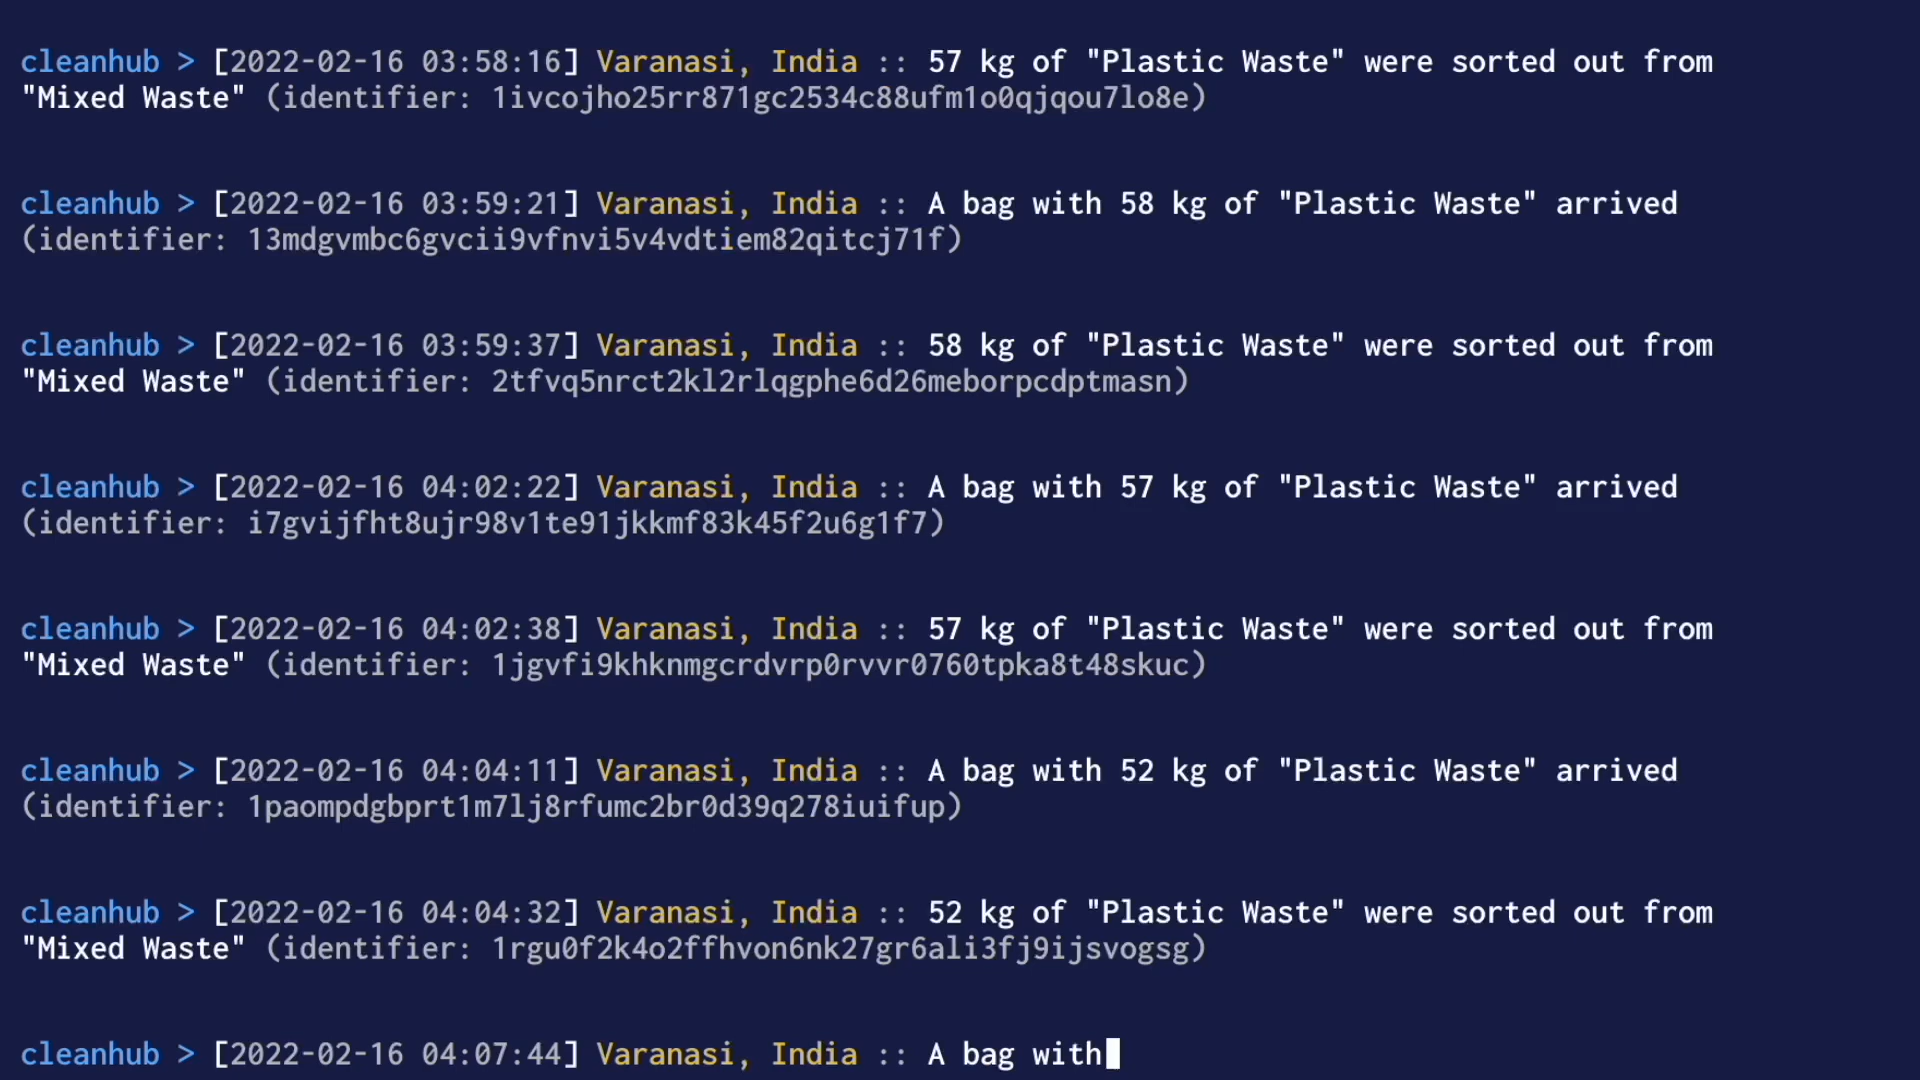 cleanhub > [2022-02-16 03:58:16] Varanasi, India :: 57 kg of "Plastic Waste" were sorted out from
"Mixed Waste" (identifier: 1ivcojho25rr871gc2534c88ufm1o0qjqou7lo8e)
cleanhub > [2022-02-16 03:59:21] Varanasi, India :: A bag with 58 kg of "Plastic Waste" arrived
(identifier: 13mdgvmbc6gvcii9vfnvi5v4vdtiem82qitcj71f)
cleanhub > [2022-02-16 03:59:37] Varanasi, India :: 58 kg of "Plastic Waste" were sorted out from
"Mixed Waste" (identifier: 2tfvq5nrct2kl2rlqgphe6d26meborpcdptmasn)
cleanhub > [2022-02-16 04:02:22] Varanasi, India :: A bag with 57 kg of "Plastic Waste" arrived
(identifier: i7gvijfht8ujr98v1te91jkkmf83k45f2u6g1f7)
cleanhub > [2022-02-16 04:02:38] Varanasi, India :: 57 kg of "Plastic Waste" were sorted out from
"Mixed Waste" (identifier: 1jgvfi9khknmgcrdvrp0rvvr0760tpka8t48skuc)
cleanhub > [2022-02-16 04:04:11] Varanasi, India :: A bag with 52 kg of "Plastic Waste" arrived
(identifier: 1paompdgbprt1m7lj8rfumc2br0d39q278iuifup)
cleanhub > [2022-02-16 04:04:32] Varanasi, India :: 52 kg of "Plastic Waste" were sorted out from
"Mixed Waste" (identifier: 1rgu0f2k4o2ffhvon6nk27gr6ali3fj9ijsvogsg)
cleanhub > [2022-02-16 04:07:44] Varanasi, India :: A bag with